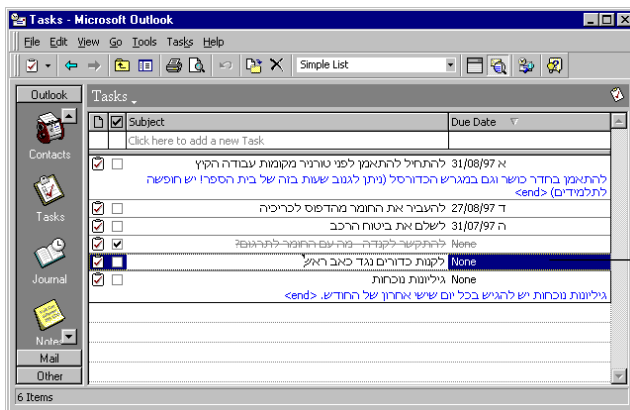 Tasks - Microsoft Outlook
File Edit View Go Tools Tasks Help
Simple List
Outlook
Tasks
Subject Due Date
Click here to add a new Task
Contacts
להתחיל להתאמן לפני טורניר מקומות עבודה הקיץ א 31/08/97
להתאמן בחדר כושר וגם במגרש הכדורסל (ניתן לגנוב שעות בזה של בית הספר! יש חופשה
לתלמידים) <end>
Tasks
להעביר את החומר מהדפוס לכריכיה ד 27/08/97
לשלם את ביטוח הרכב ה 31/07/97
להתקשר לקנדה - מה עם החומר לתרגום? None
Journal
לקנות כדורים נגד כאב ראש None
גיליונות נוכחות None
גיליונות נוכחות יש להגיש בכל יום שישי אחרון של החודש. <end>
Notes
Mail
Other
6 Items